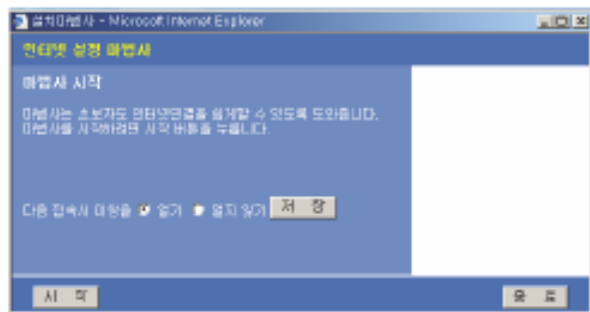 설치마법사 - Microsoft Internet Explorer
인터넷 설정 마법사
마법사 시작
마법사는 초보자도 인터넷연결을 쉽게할 수 있도록 도와줍니다.
마법사를 시작하려면 시작 버튼을 누릅니다.
다음 접속시 이창을 열기 열지 않기 저 장
시 작 종 료